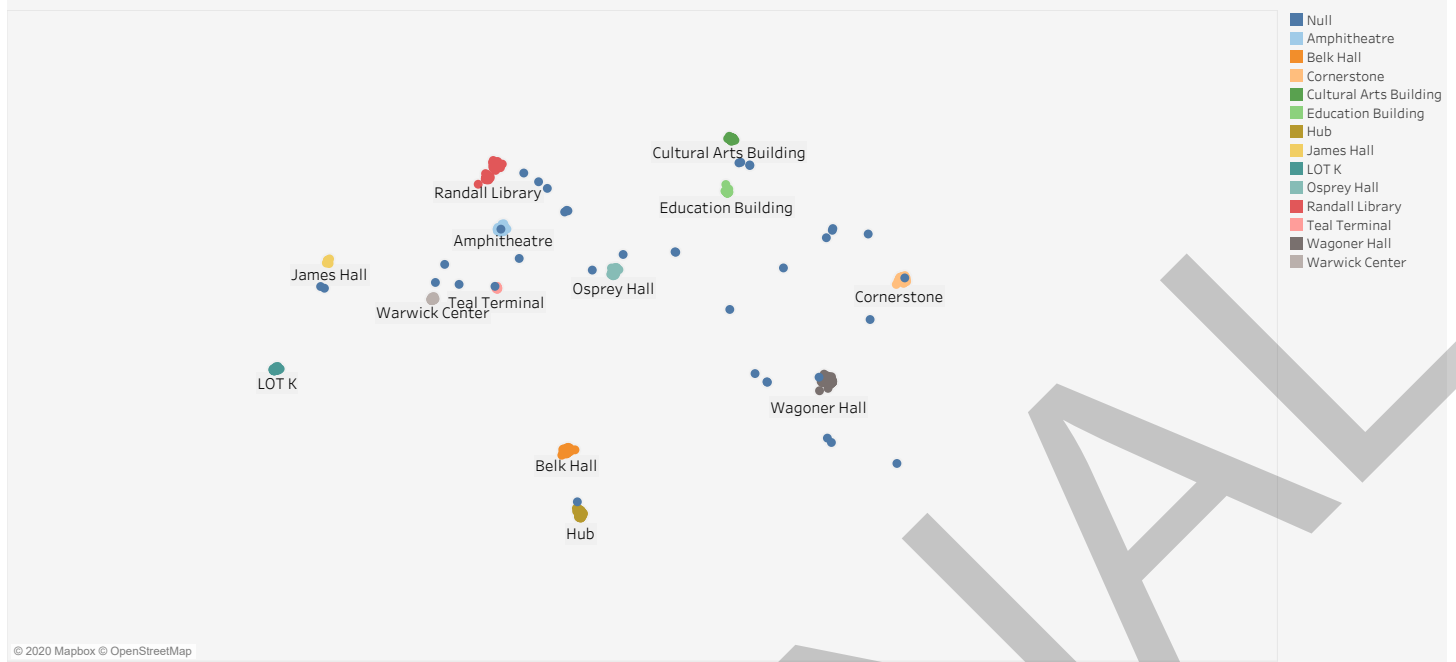 Null
Amphitheatre
Belk Hall
Cornerstone
Cultural Arts Building
Education Building
Hub
James Hall
LOT K
Osprey Hall
Randall Library
Teal Terminal
Wagoner Hall
Warwick Center
Cultural Arts Building
Randall Library
Education Building
Amphitheatre
James Hall
Osprey Hall
Cornerstone
Teal Terminal
Warwick Center
LOT K
Wagoner Hall
Belk Hall
Hub
© 2020 Mapbox © OpenStreetMap